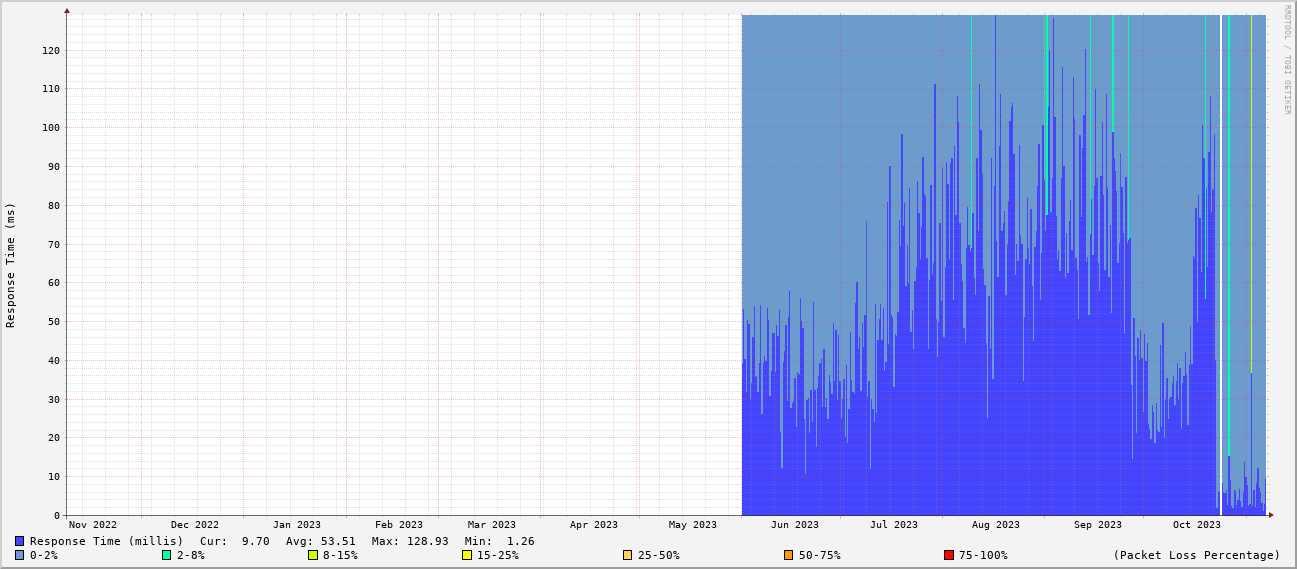 RRDTOOL / TOBI OETIKER
Response Time (ms)
120
110
100
90
80
70
60
50
40
30
20
10
0
Nov 2022 Dec 2022 Jan 2023 Feb 2023 Mar 2023 Apr 2023 May 2023 Jun 2023 Jul 2023 Aug 2023 Sep 2023 Oct 2023
Response Time (millis) Cur: 9.70 Avg: 53.51 Max: 128.93 Min: 1.26
0-2% 2-8% 8-15% 15-25% 25-50% 50-75% 75-100% (Packet Loss Percentage)